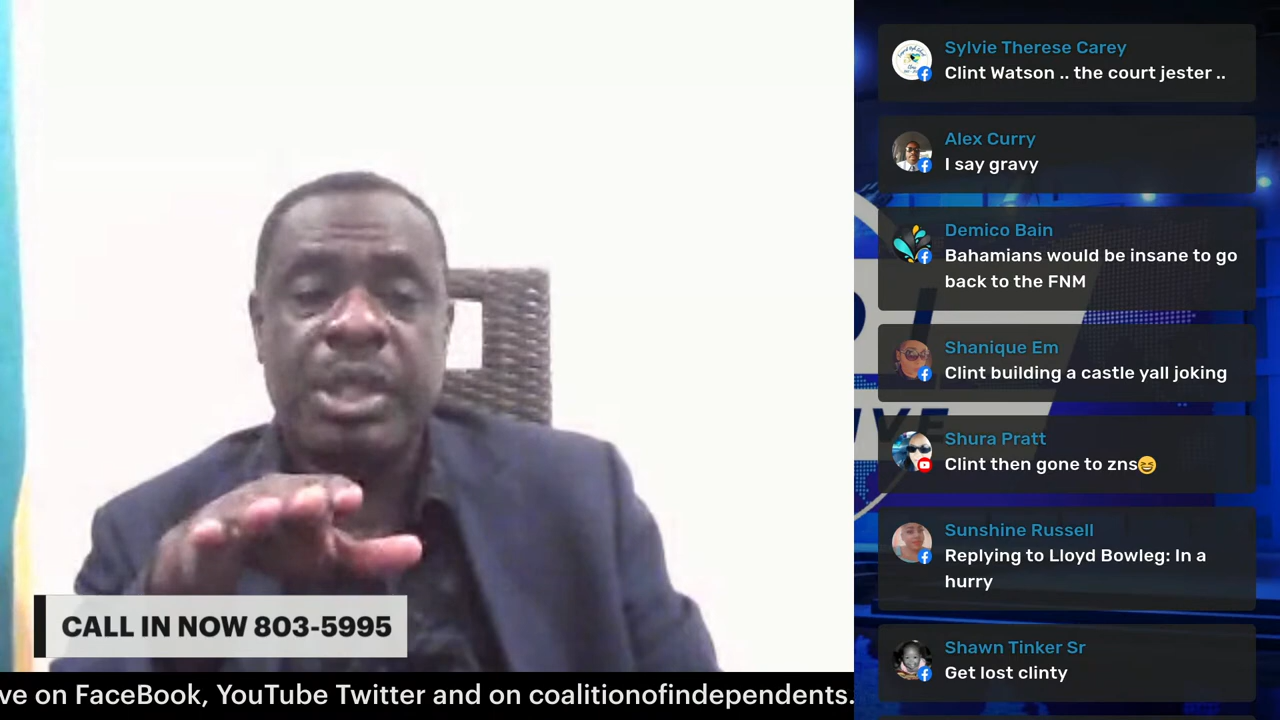 CALL IN NOW 803-5995
ve on FaceBook, YouTube Twitter and on coalitionofindependents.
Sylvie Therese Carey
Clint Watson .. the court jester ..
Alex Curry
I say gravy
Demico Bain
Bahamians would be insane to go
back to the FNM
Shanique Em
Clint building a castle yall joking
Shura Pratt
Clint then gone to zns😆
Sunshine Russell
Replying to Lloyd Bowleg: In a
hurry
Shawn Tinker Sr
Get lost clinty